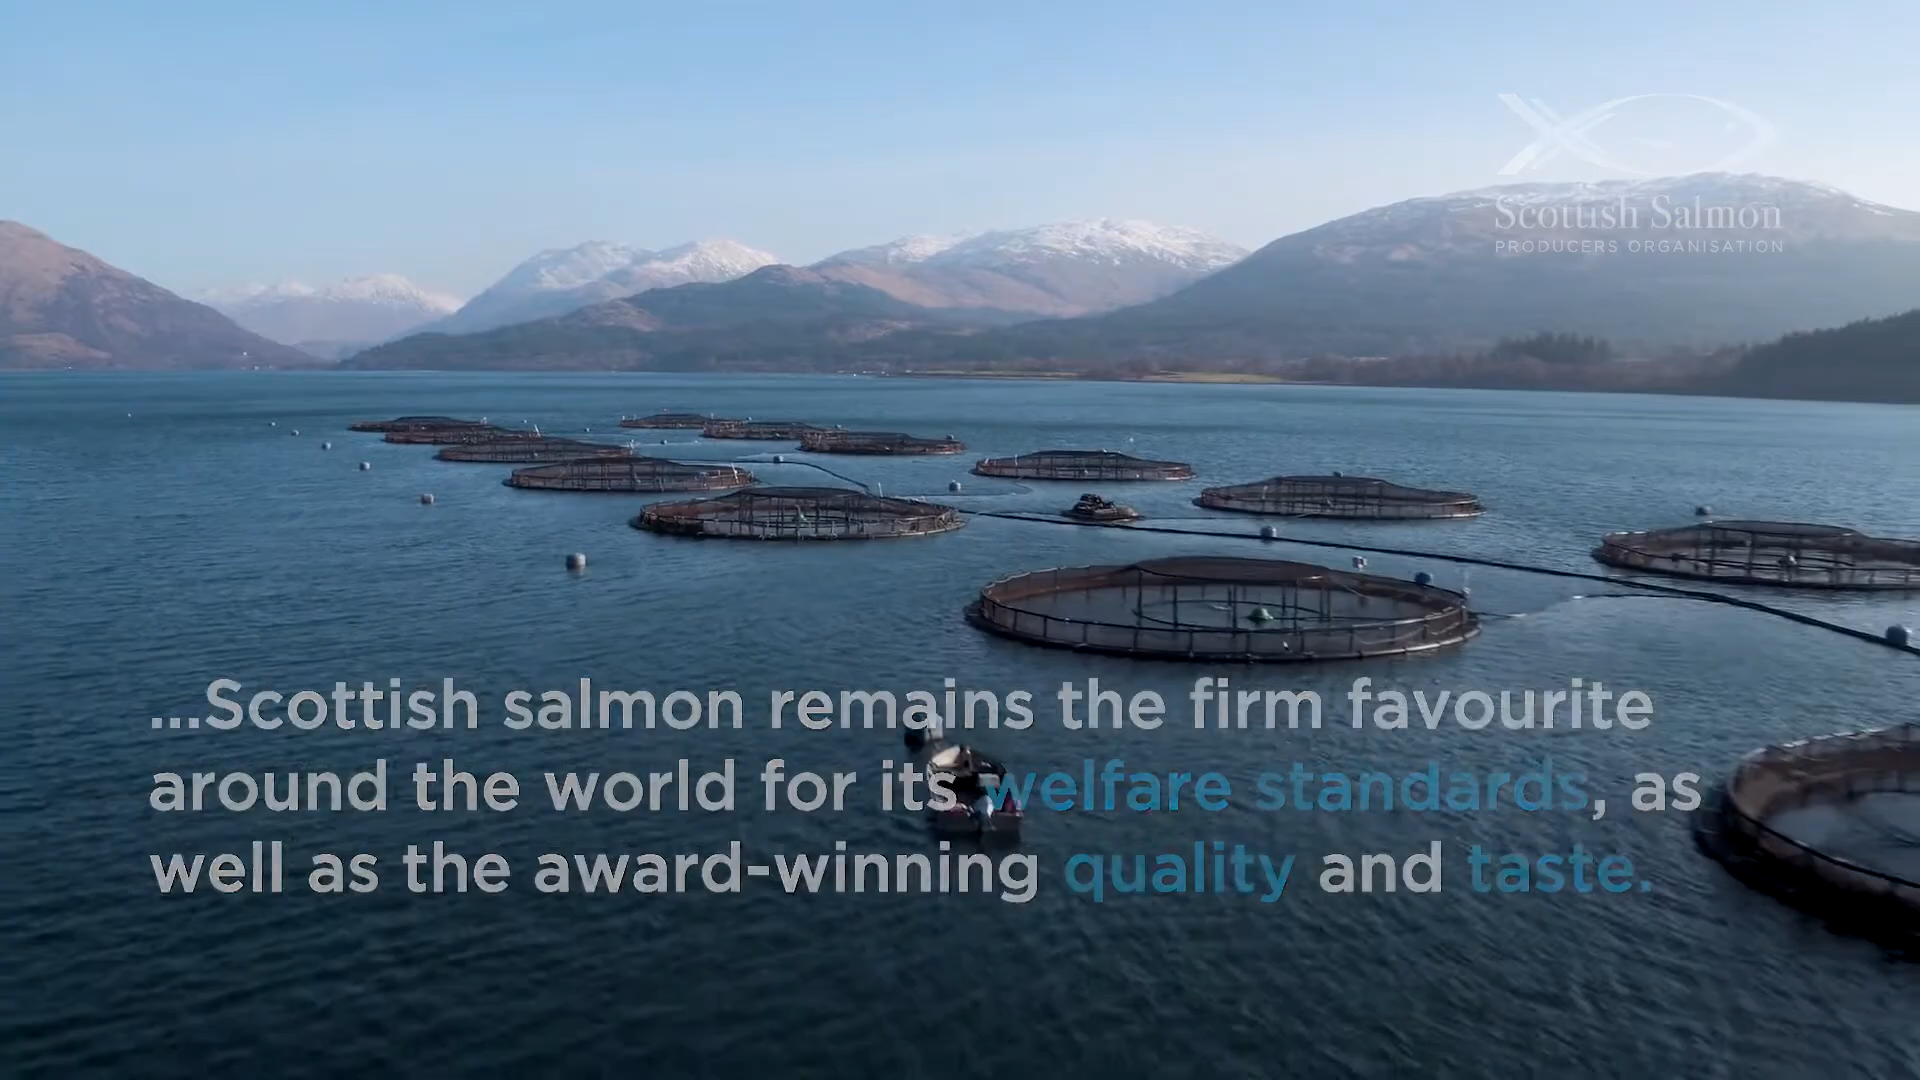 Scottish Salmon
PRODUCERS ORGANISATION
...Scottish salmon remains the firm favourite
around the world for its welfare standards, as
well as the award-winning quality and taste.